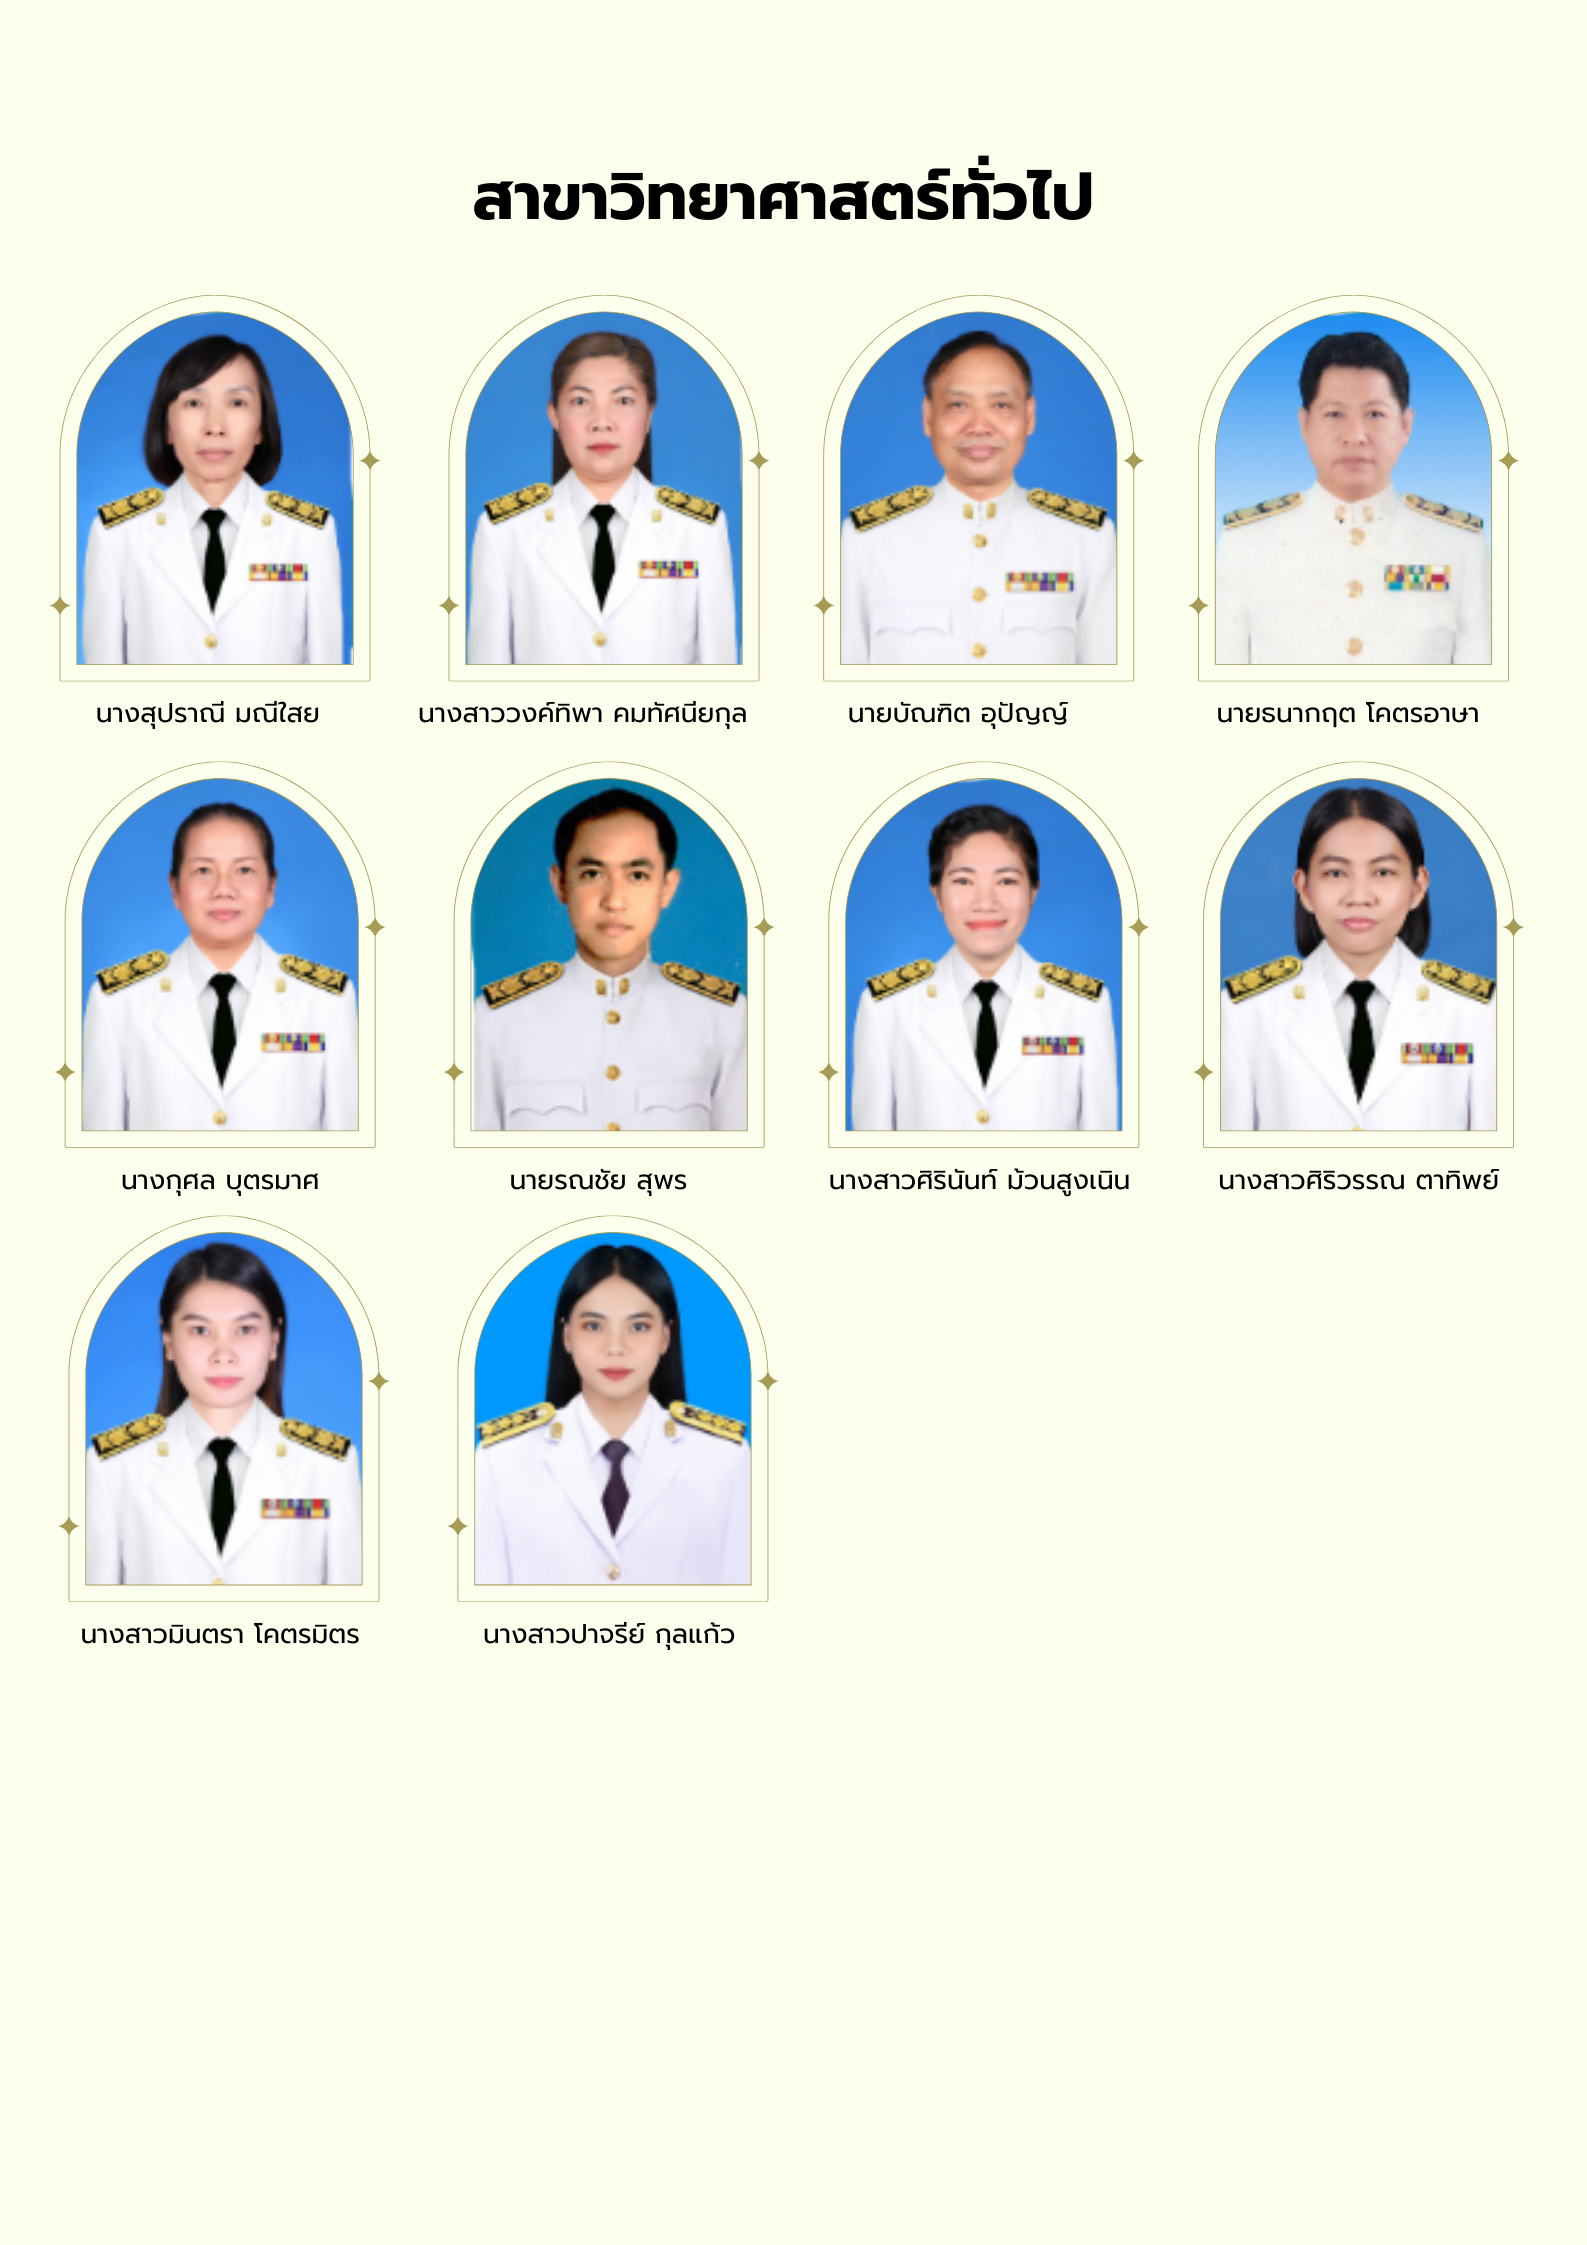 สาขาวิทยาศาสตร์ทั่วไป
นางสุปราณี มณีใสย
นางสาววงค์ทิพา คมทัศนียกุล
นายบัณฑิต อุปัญญ์
นายธนากฤต โคตรอาษา
นางกุศล บุตรมาศ
นายรณชัย สุพร
นางสาวศิรินันท์ ม้วนสูงเนิน
นางสาวศิริวรรณ ตาทิพย์
นางสาวมินตรา โคตรมิตร
นางสาวปาจรีย์ กุลแก้ว